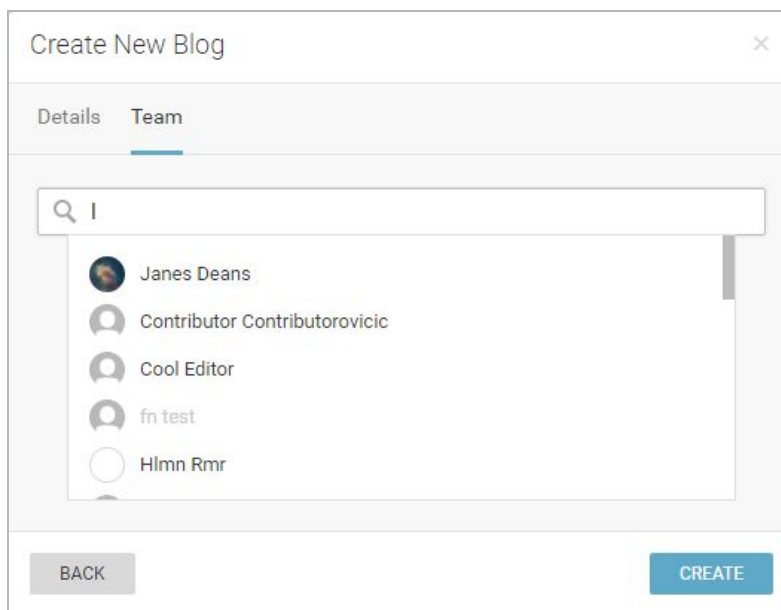 Create New Blog
Details Team
Janes Deans
Contributor Contributorovicic
Cool Editor
fn test
Hlmn Rmr
BACK CREATE